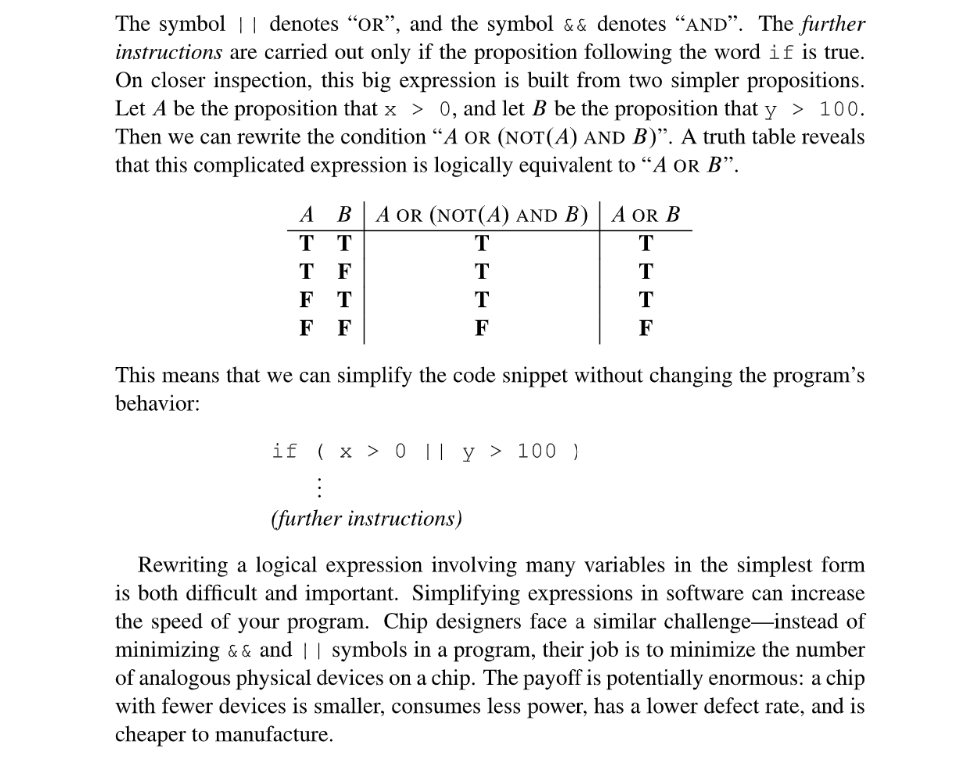 The symbol || denotes “OR”, and the symbol && denotes “AND”. The further
instructions are carried out only if the proposition following the word if is true.
On closer inspection, this big expression is built from two simpler propositions.
Let A be the proposition that x > 0, and let B be the proposition that y > 100.
Then we can rewrite the condition “A OR (NOT(A) AND B)”. A truth table reveals
that this complicated expression is logically equivalent to “A OR B”.
A B A OR (NOT(A) AND B) A OR B
T T T T
T F T T
F T T T
F F F F
This means that we can simplify the code snippet without changing the program’s
behavior:
if ( x > 0 || y > 100 )
⋮
(further instructions)
Rewriting a logical expression involving many variables in the simplest form
is both difficult and important. Simplifying expressions in software can increase
the speed of your program. Chip designers face a similar challenge—instead of
minimizing && and || symbols in a program, their job is to minimize the number
of analogous physical devices on a chip. The payoff is potentially enormous: a chip
with fewer devices is smaller, consumes less power, has a lower defect rate, and is
cheaper to manufacture.